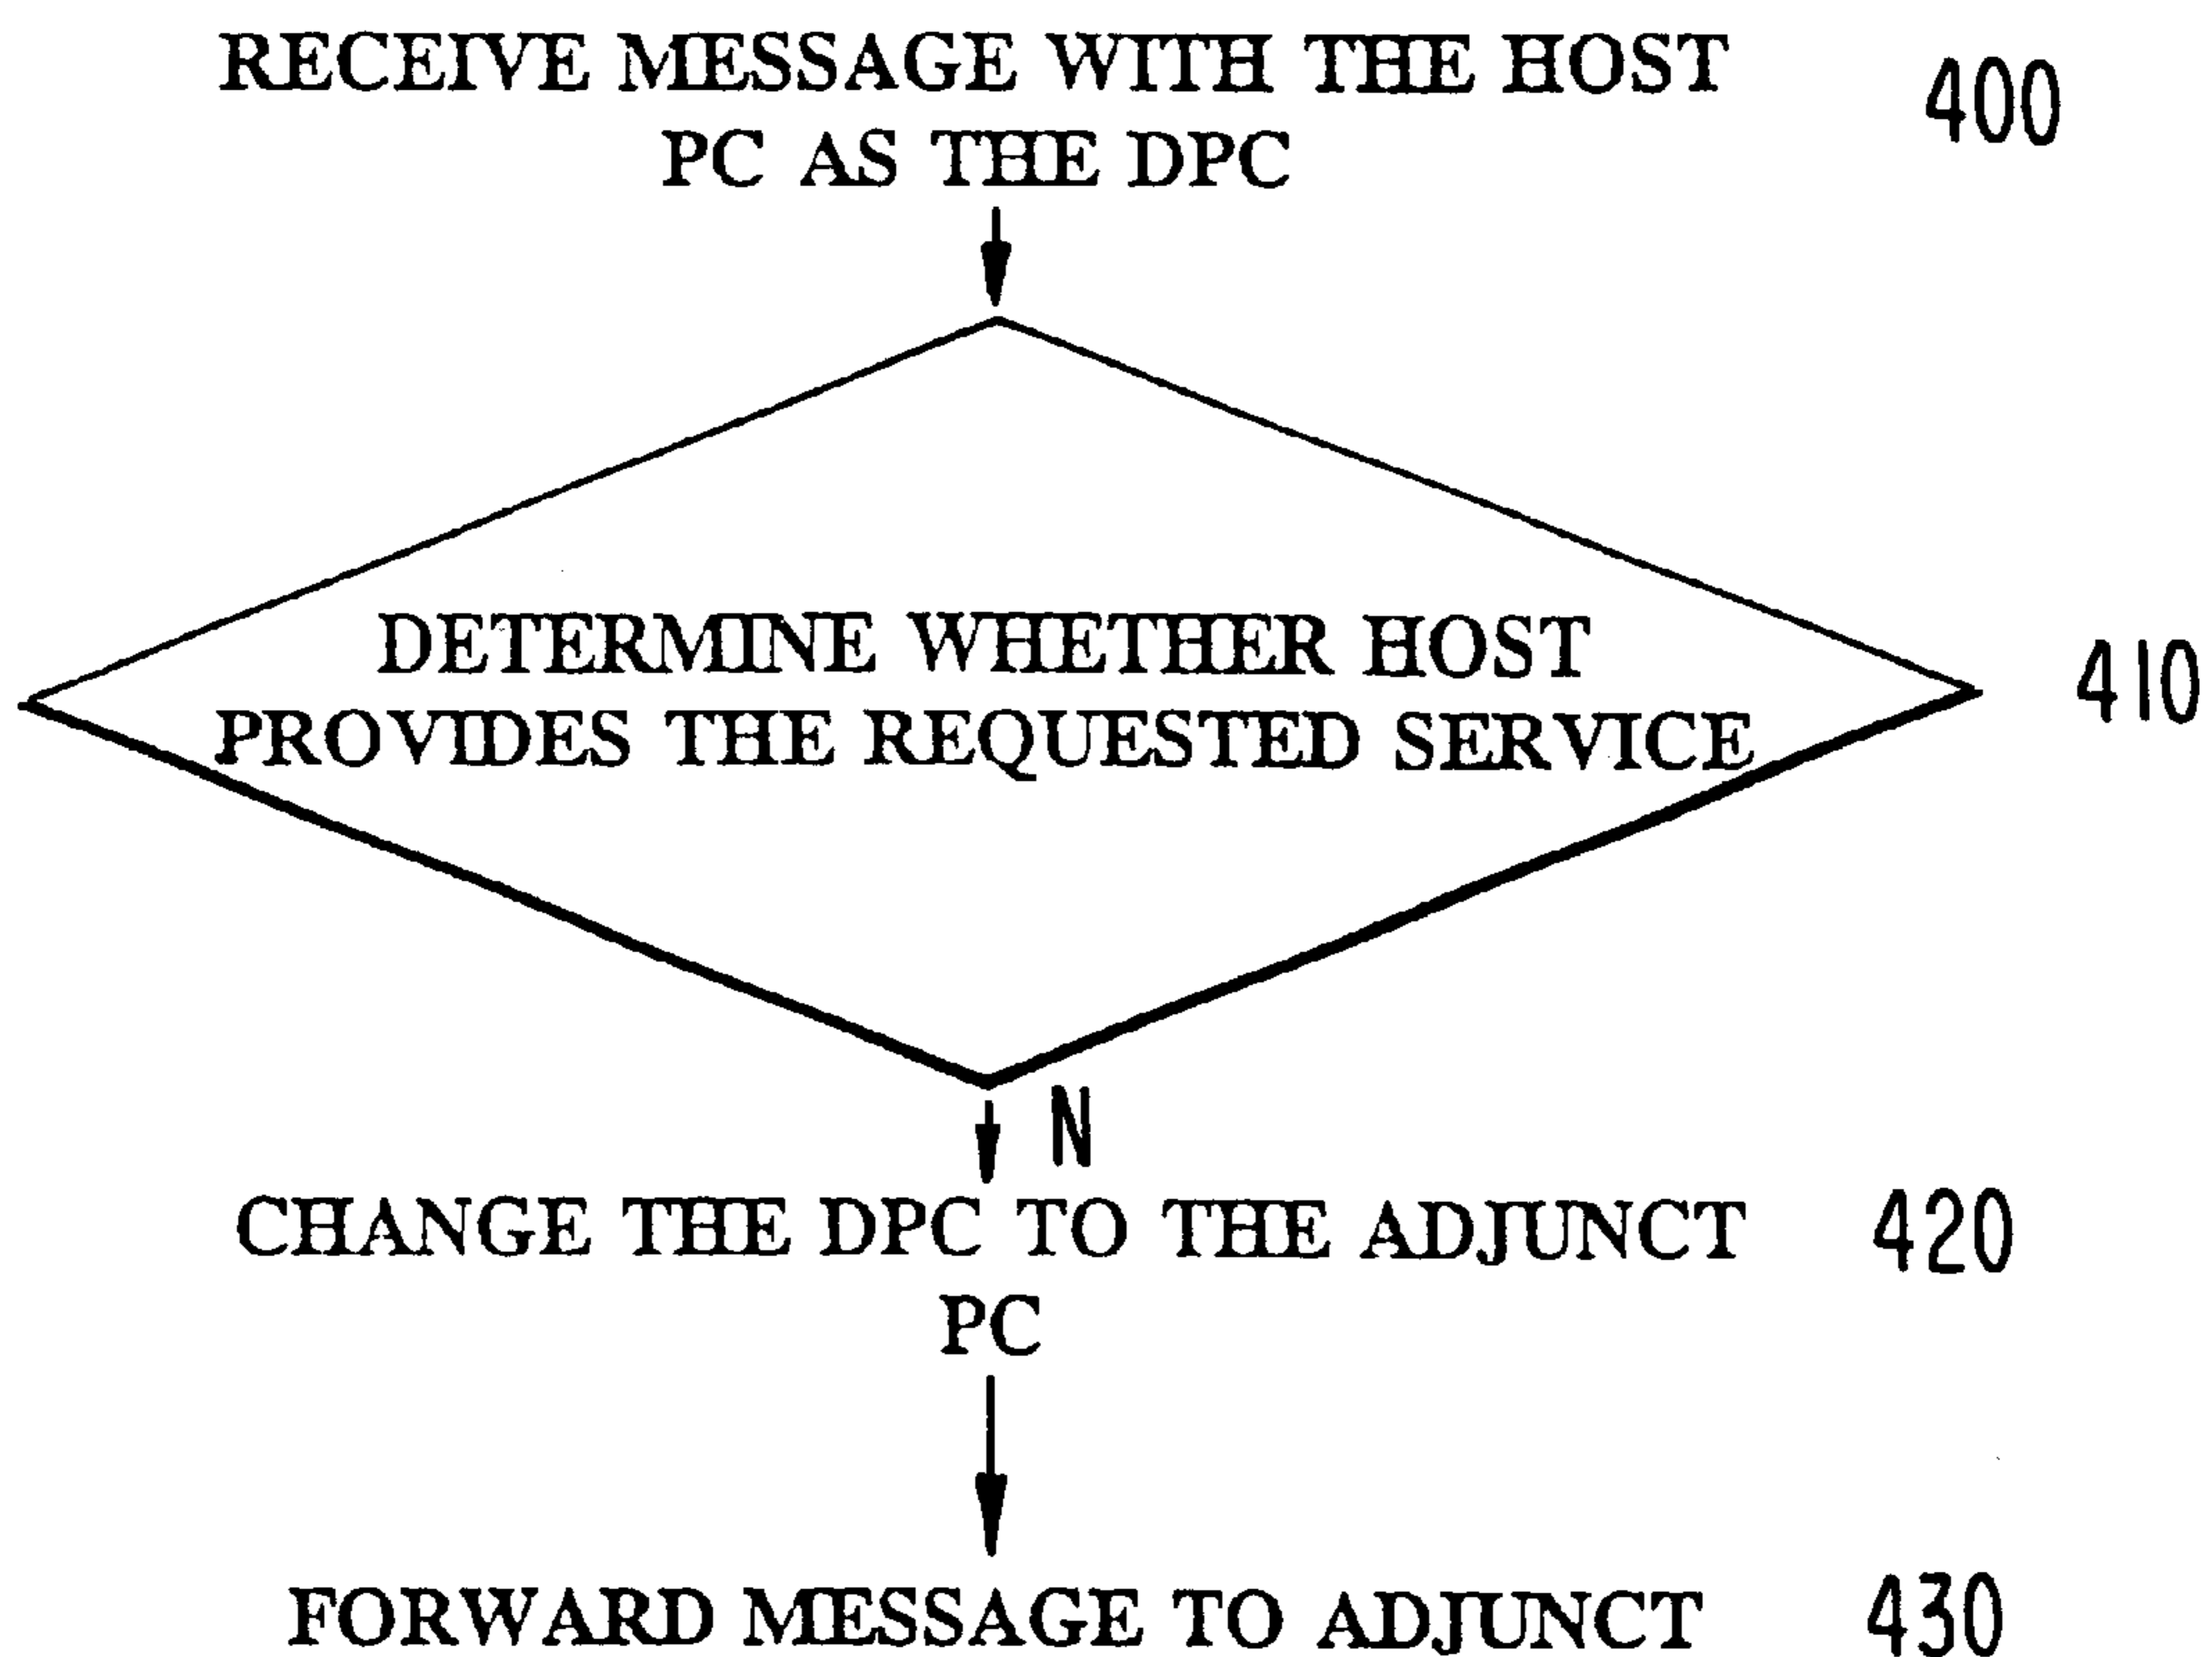 RECEIVE MESSAGE WITH THE HOST
PC AS THE DPC
400
DETERMINE WHETHER HOST
PROVIDES THE REQUESTED SERVICE
410
N
CHANGE THE DPC TO THE ADJUNCT
PC
420
FORWARD MESSAGE TO ADJUNCT
430